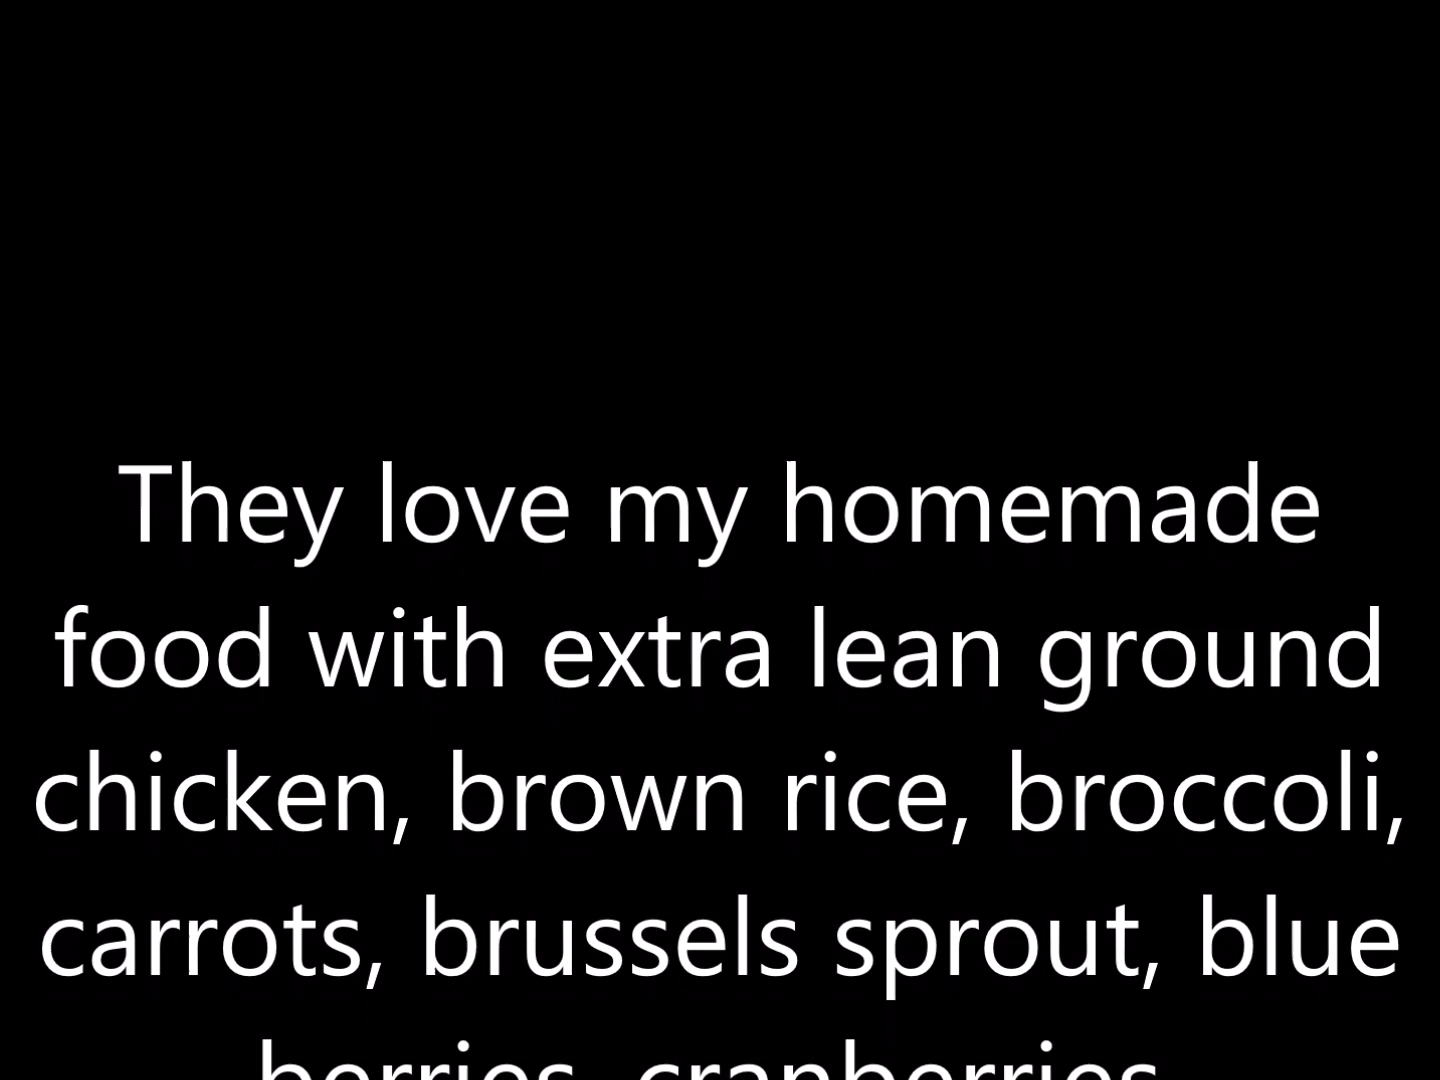 They love my homemade
food with extra lean ground
chicken, brown rice, broccoli,
carrots, brussels sprout, blue
berries, cranberries